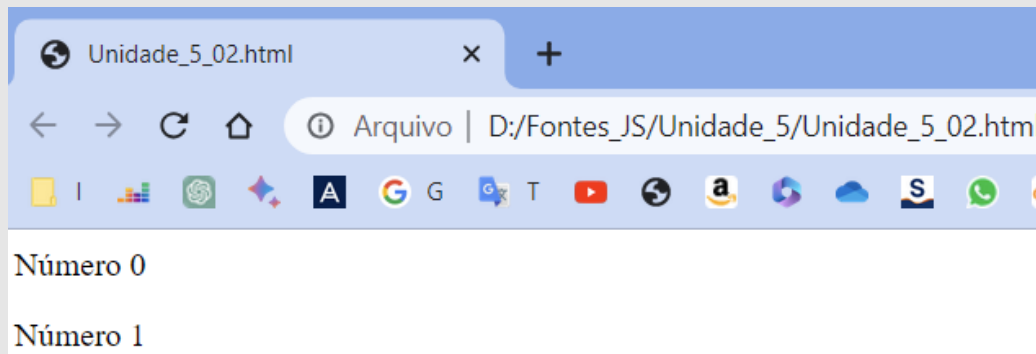 Unidade_5_02.html
Arquivo | D:/Fontes_JS/Unidade_5/Unidade_5_02.htm
I A G G T a S
Número 0
Número 1